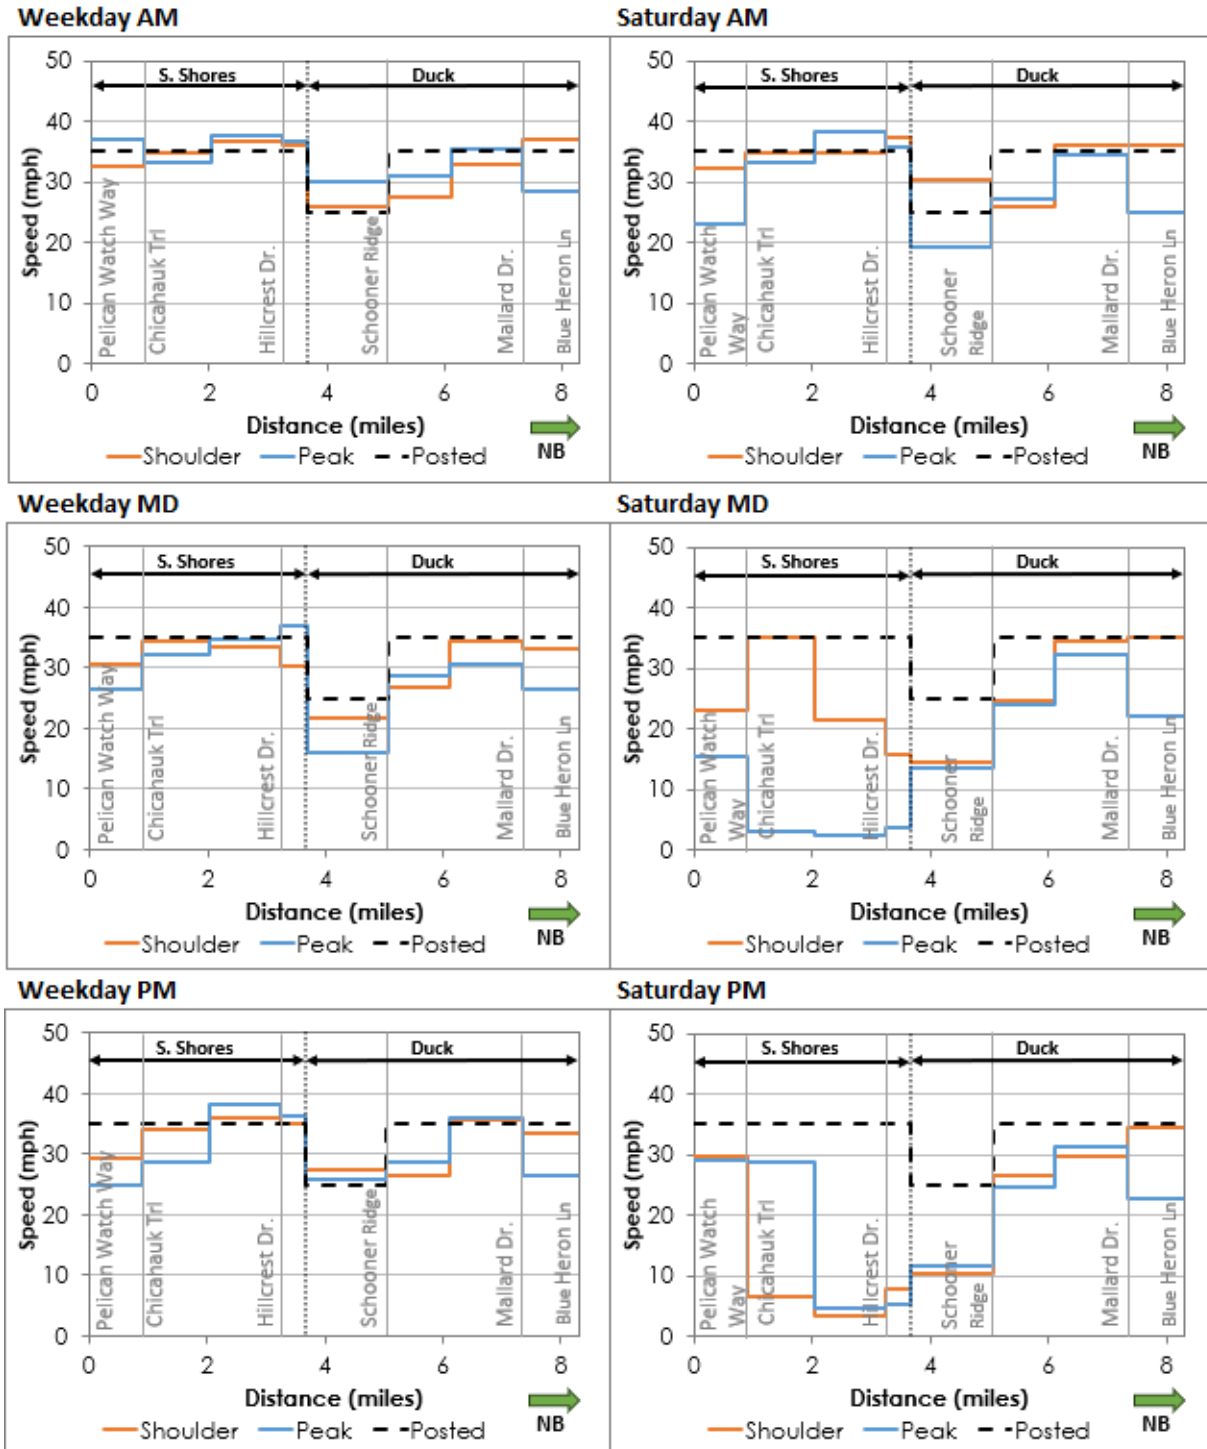 Weekday AM
50
40
30
20
10
0
Speed (mph)
S. Shores
Duck
Pelican Watch Way
Chicahauk Trl
Hillcrest Dr.
Schooner Ridge
Mallard Dr.
Blue Heron Ln
0 2 4 6 8
Distance (miles)
NB
Shoulder Peak Posted
Saturday AM
50
40
30
20
10
0
Speed (mph)
S. Shores
Duck
Pelican Watch
Way
Chicahauk Trl
Hillcrest Dr.
Schooner
Ridge
Mallard Dr.
Blue Heron Ln
0 2 4 6 8
Distance (miles)
NB
Shoulder Peak Posted
Weekday MD
50
40
30
20
10
0
Speed (mph)
S. Shores
Duck
Pelican Watch Way
Chicahauk Trl
Hillcrest Dr.
Schooner Ridge
Mallard Dr.
Blue Heron Ln
0 2 4 6 8
Distance (miles)
NB
Shoulder Peak Posted
Saturday MD
50
40
30
20
10
0
Speed (mph)
S. Shores
Duck
Pelican Watch
Way
Chicahauk Trl
Hillcrest Dr.
Schooner
Ridge
Mallard Dr.
Blue Heron Ln
0 2 4 6 8
Distance (miles)
NB
Shoulder Peak Posted
Weekday PM
50
40
30
20
10
0
Speed (mph)
S. Shores
Duck
Pelican Watch Way
Chicahauk Trl
Hillcrest Dr.
Schooner Ridge
Mallard Dr.
Blue Heron Ln
0 2 4 6 8
Distance (miles)
NB
Shoulder Peak Posted
Saturday PM
50
40
30
20
10
0
Speed (mph)
S. Shores
Duck
Pelican Watch
Way
Chicahauk Trl
Hillcrest Dr.
Schooner
Ridge
Mallard Dr.
Blue Heron Ln
0 2 4 6 8
Distance (miles)
NB
Shoulder Peak Posted